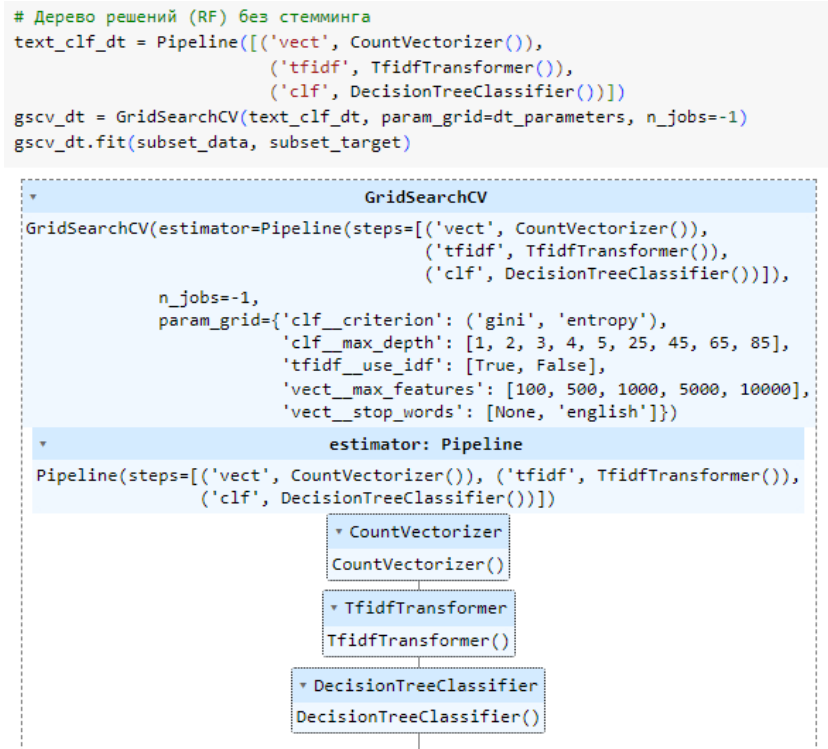 # Дерево решений (RF) без стемминга
text_clf_dt = Pipeline([('vect', CountVectorizer()),
('tfidf', TfidfTransformer()),
('clf', DecisionTreeClassifier())])
gscv_dt = GridSearchCV(text_clf_dt, param_grid=dt_parameters, n_jobs=-1)
gscv_dt.fit(subset_data, subset_target)
GridSearchCV
GridSearchCV(estimator=Pipeline(steps=[('vect', CountVectorizer()),
('tfidf', TfidfTransformer()),
('clf', DecisionTreeClassifier())]),
n_jobs=-1,
param_grid={'clf__criterion': ('gini', 'entropy'),
'clf__max_depth': [1, 2, 3, 4, 5, 25, 45, 65, 85],
'tfidf__use_idf': [True, False],
'vect__max_features': [100, 500, 1000, 5000, 10000],
'vect__stop_words': [None, 'english']})
estimator: Pipeline
Pipeline(steps=[('vect', CountVectorizer()), ('tfidf', TfidfTransformer()),
('clf', DecisionTreeClassifier())])
CountVectorizer
CountVectorizer()
TfidfTransformer
TfidfTransformer()
DecisionTreeClassifier
DecisionTreeClassifier()